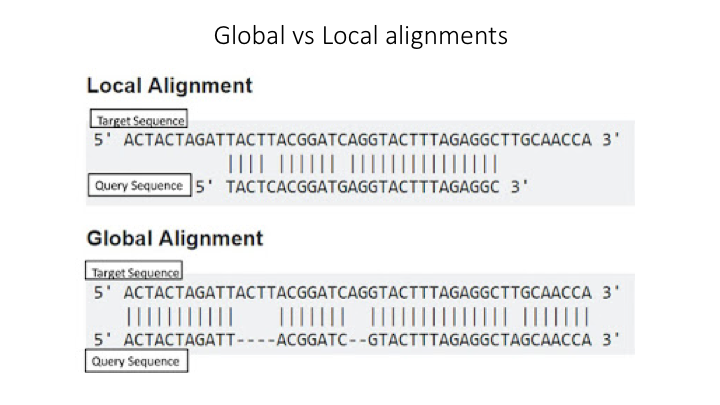 Global vs Local alignments
Local Alignment
Target Sequence
5' ACTACTAGATTACTTACGGATCAGGTACTTTAGAGGCTTGCAACCA 3'
|||| |||||| |||||||||||||||
Query Sequence 5' TACTCACGGATGAGGTACTTTAGAGGC 3'
Global Alignment
Target Sequence
5' ACTACTAGATTACTTACGGATCAGGTACTTTAGAGGCTTGCAACCA 3'
||||||||||| ||||||| |||||||||||||| |||||||
5' ACTACTAGATT----ACGGATC--GTACTTTAGAGGCTAGCAACCA 3'
Query Sequence